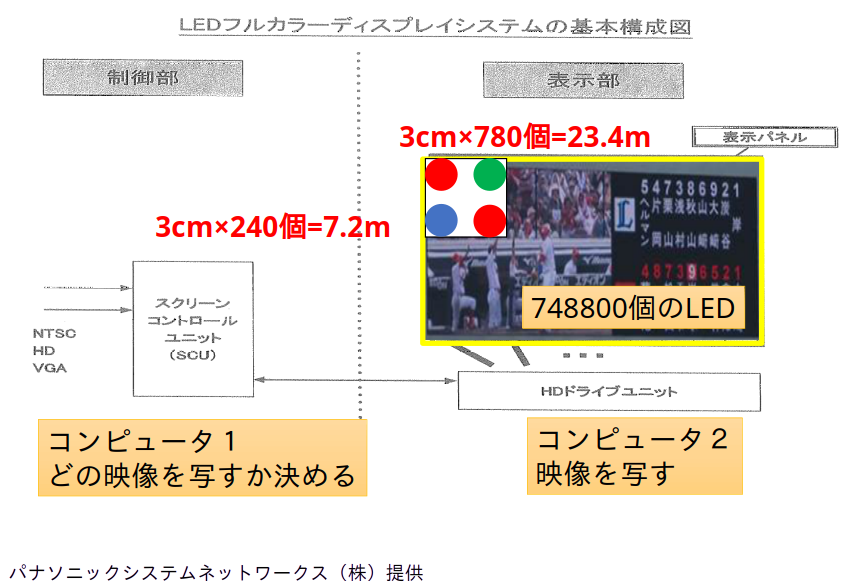 LEDフルカラーディスプレイシステムの基本構成図
制御部
表示部
3cm×780個=23.4m
表示パネル
3cm×240個=7.2m
547386921
ヘルマン
片栗浅秋山大
岸
岡山村山崎崎谷
L
487396521
748800個のLED
スクリーン
コントロール
ユニット
(SCU)
NTSC
HD
VGA
HDドライブユニット
コンピュータ1
どの映像を写すか決める
コンピュータ2
映像を写す
パナソニックシステムネットワークス(株)提供